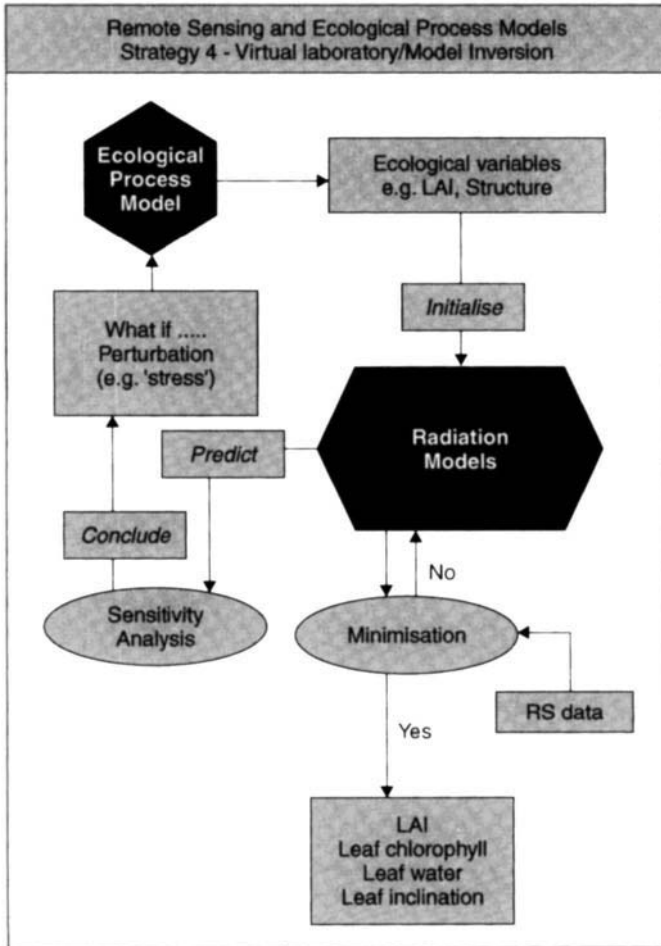 Remote Sensing and Ecological Process Models
Strategy 4 - Virtual laboratory/Model Inversion
Ecological
Process
Model
Ecological variables
e.g. LAI, Structure
Initialise
What if .....
Perturbation
(e.g. 'stress')
Radiation
Models
Predict
Conclude
No
Sensitivity
Analysis
Minimisation
RS data
Yes
LAI
Leaf chlorophyll
Leaf water
Leaf inclination